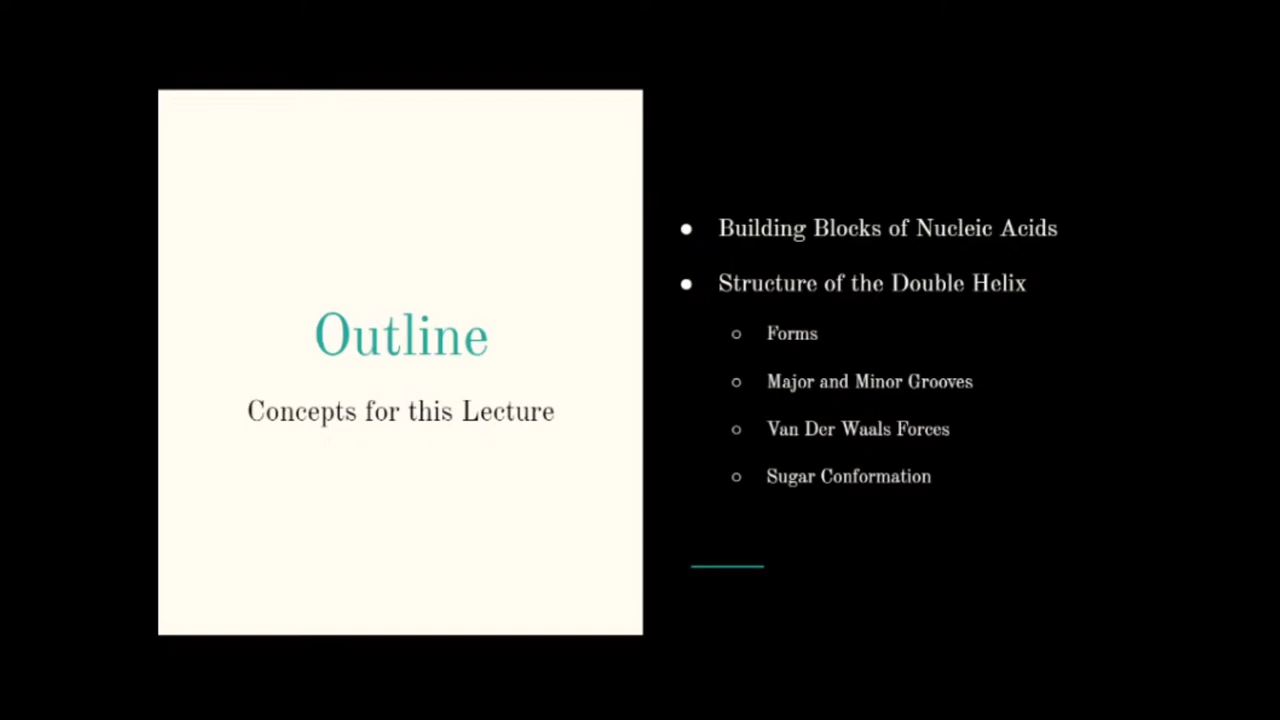 Outline
Concepts for this Lecture
● Building Blocks of Nucleic Acids
● Structure of the Double Helix
○ Forms
○ Major and Minor Grooves
○ Van Der Waals Forces
○ Sugar Conformation